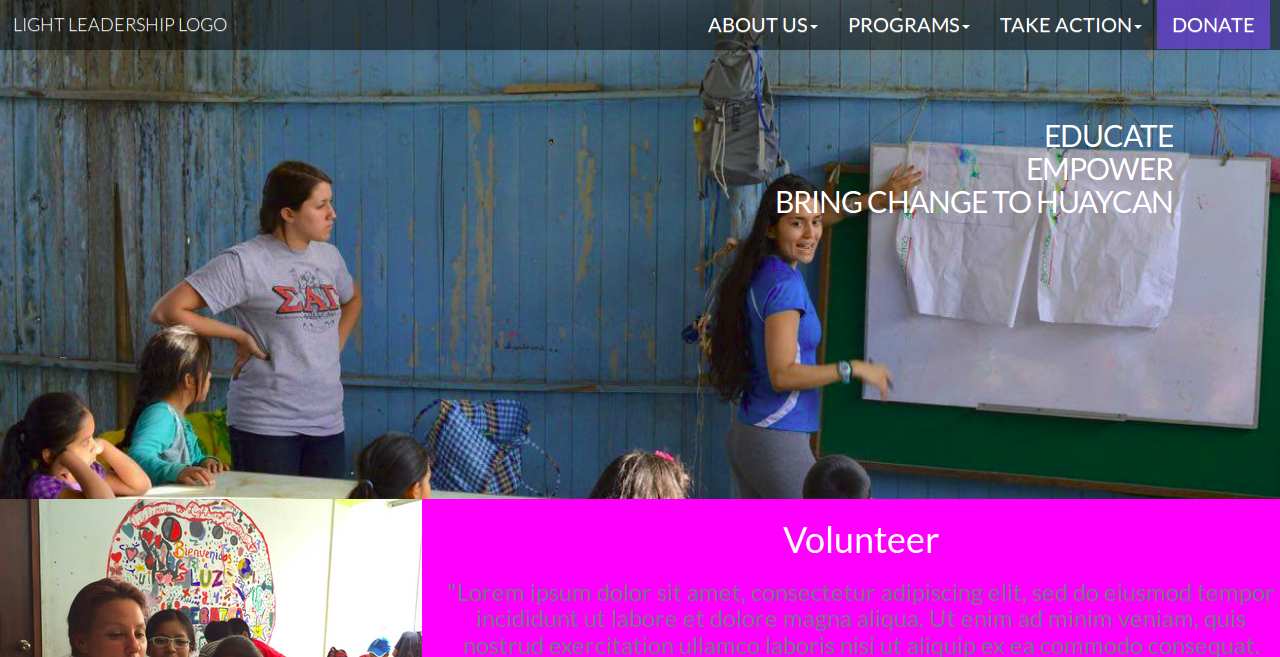 LIGHT LEADERSHIP LOGO
ABOUT US PROGRAMS TAKE ACTION DONATE
EDUCATE
EMPOWER
BRING CHANGE TO HUAYCAN
ΣΑΓ
Bienvenidos
LUZ
Volunteer
"Lorem ipsum dolor sit amet, consectetur adipiscing elit, sed do eiusmod tempor
incididunt ut labore et dolore magna aliqua. Ut enim ad minim veniam, quis
nostrud exercitation ullamco laboris nisi ut aliquip ex ea commodo consequat.